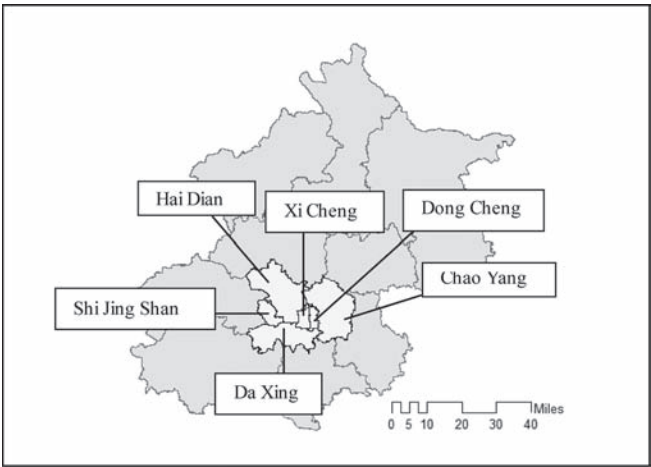 Hai Dian
Xi Cheng
Dong Cheng
Chao Yang
Shi Jing Shan
Da Xing
Miles
0 5 10 20 30 40